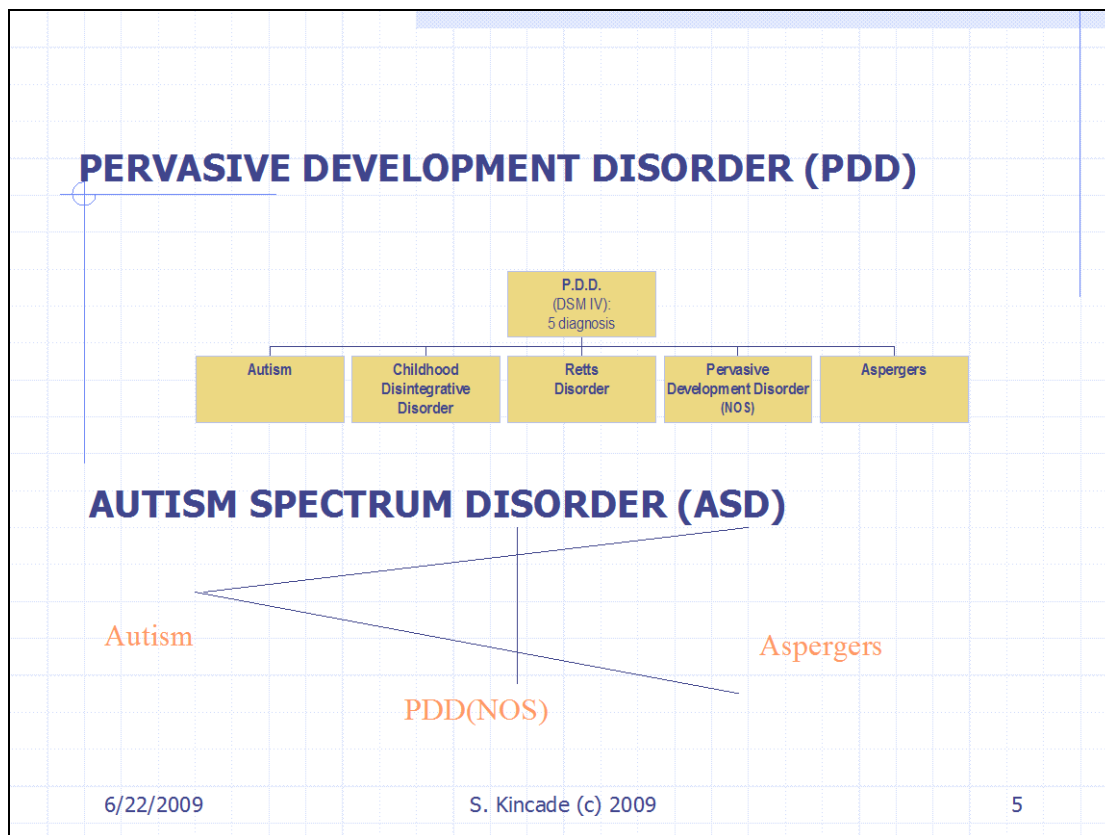 PERVASIVE DEVELOPMENT DISORDER (PDD)
P.D.D.
(DSM IV):
5 diagnosis
Autism
Childhood
Disintegrative
Disorder
Retts
Disorder
Pervasive
Development Disorder
(NOS)
Aspergers
AUTISM SPECTRUM DISORDER (ASD)
Autism
Aspergers
PDD(NOS)
6/22/2009
S. Kincade (c) 2009
5